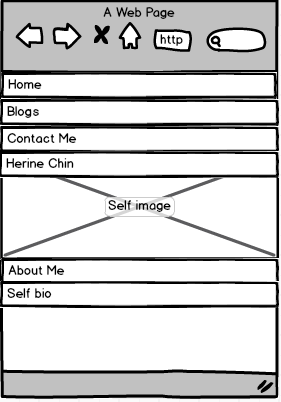 A Web Page
http
Home
Blogs
Contact Me
Herine Chin
Self image
About Me
Self bio